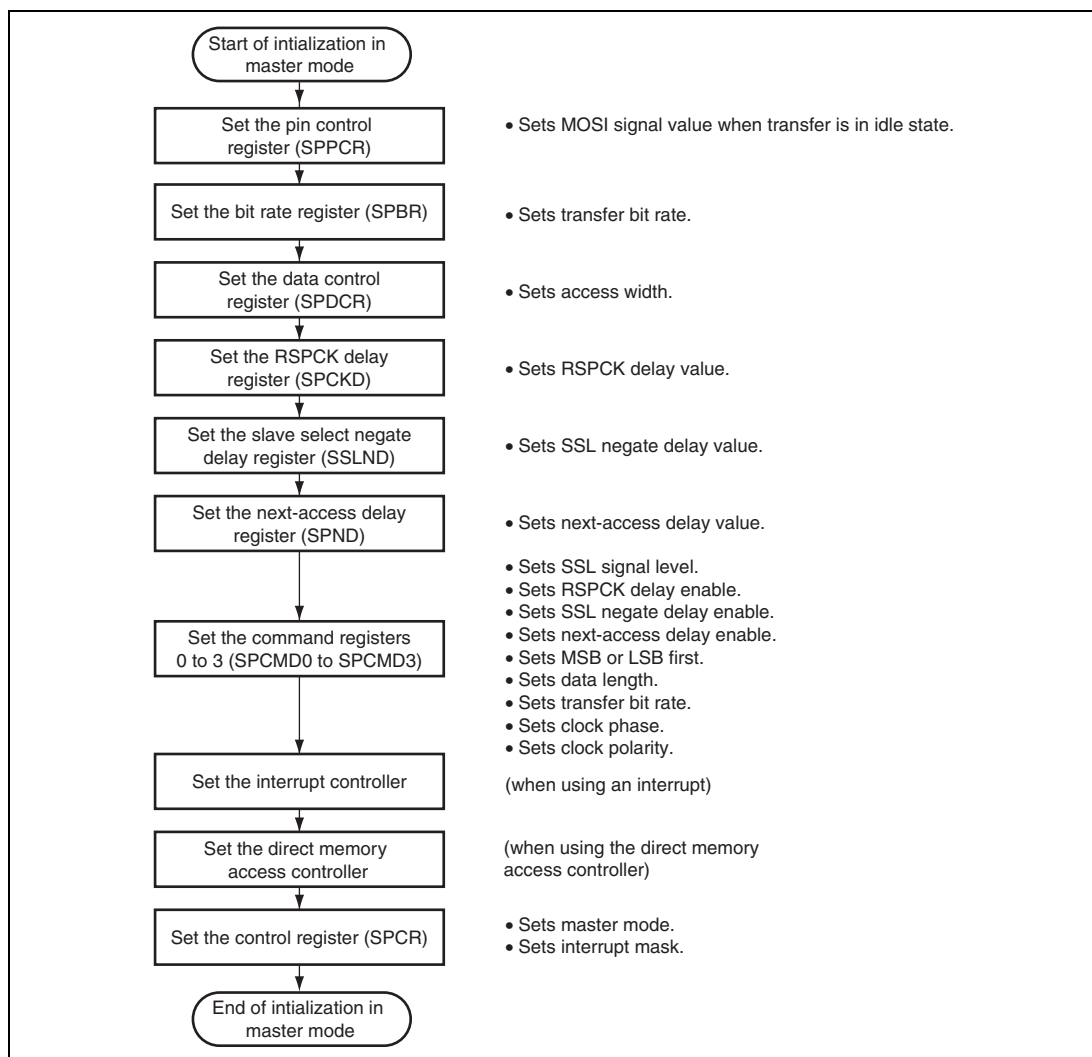 Start of intialization in
master mode
Set the pin control
register (SPPCR)
• Sets MOSI signal value when transfer is in idle state.
Set the bit rate register (SPBR)
• Sets transfer bit rate.
Set the data control
register (SPDCR)
• Sets access width.
Set the RSPCK delay
register (SPCKD)
• Sets RSPCK delay value.
Set the slave select negate
delay register (SSLND)
• Sets SSL negate delay value.
Set the next-access delay
register (SPND)
• Sets next-access delay value.
Set the command registers
0 to 3 (SPCMD0 to SPCMD3)
• Sets SSL signal level.
• Sets RSPCK delay enable.
• Sets SSL negate delay enable.
• Sets next-access delay enable.
• Sets MSB or LSB first.
• Sets data length.
• Sets transfer bit rate.
• Sets clock phase.
• Sets clock polarity.
Set the interrupt controller
(when using an interrupt)
Set the direct memory
access controller
(when using the direct memory
access controller)
Set the control register (SPCR)
• Sets master mode.
• Sets interrupt mask.
End of intialization in
master mode